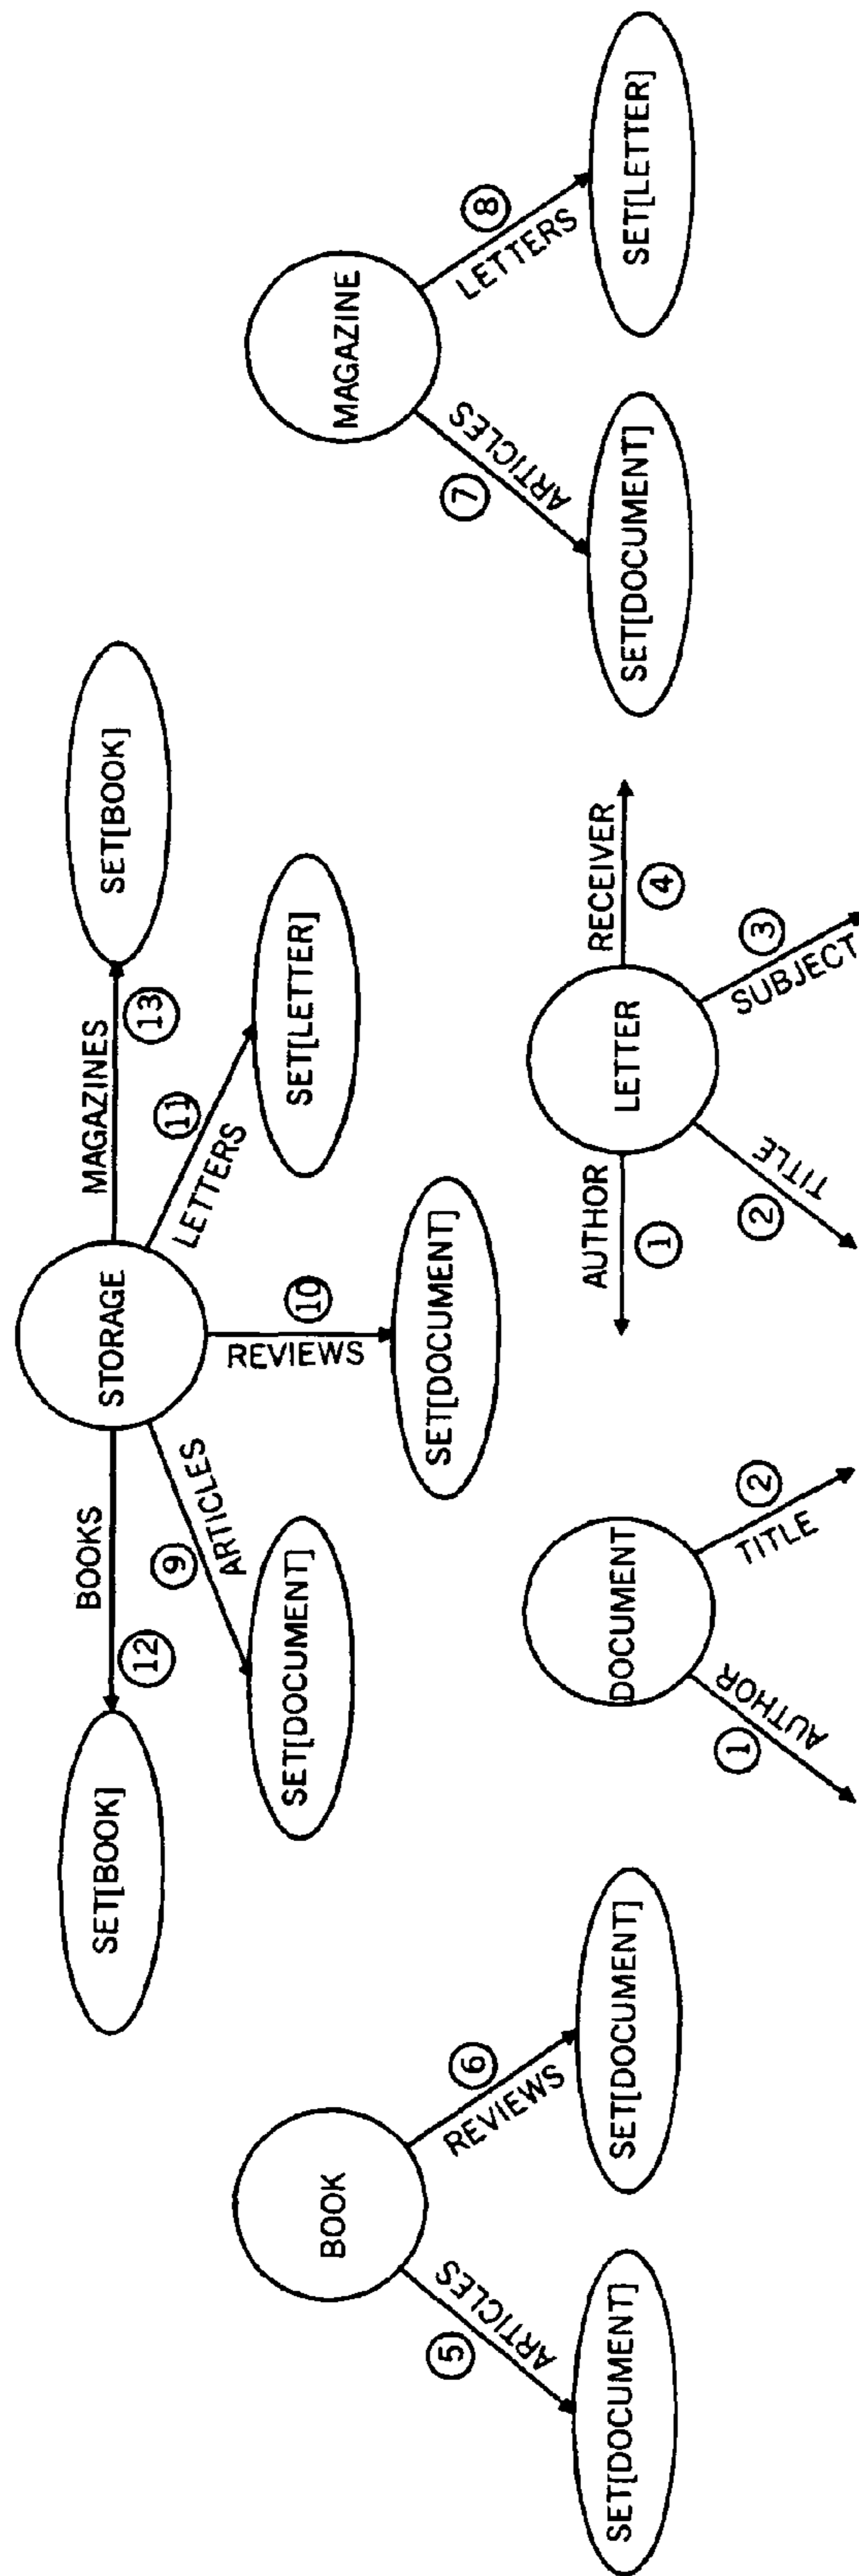 STORAGE
BOOKS
12
SET[BOOK]
ARTICLES
9
SET[DOCUMENT]
REVIEWS
10
SET[DOCUMENT]
LETTERS
11
SET[LETTER]
MAGAZINES
13
SET[BOOK]
BOOK
ARTICLES
5
SET[DOCUMENT]
REVIEWS
6
SET[DOCUMENT]
MAGAZINE
ARTICLES
7
SET[DOCUMENT]
LETTERS
8
SET[LETTER]
DOCUMENT
AUTHOR
1
TITLE
2
LETTER
AUTHOR
1
TITLE
2
SUBJECT
3
RECEIVER
4